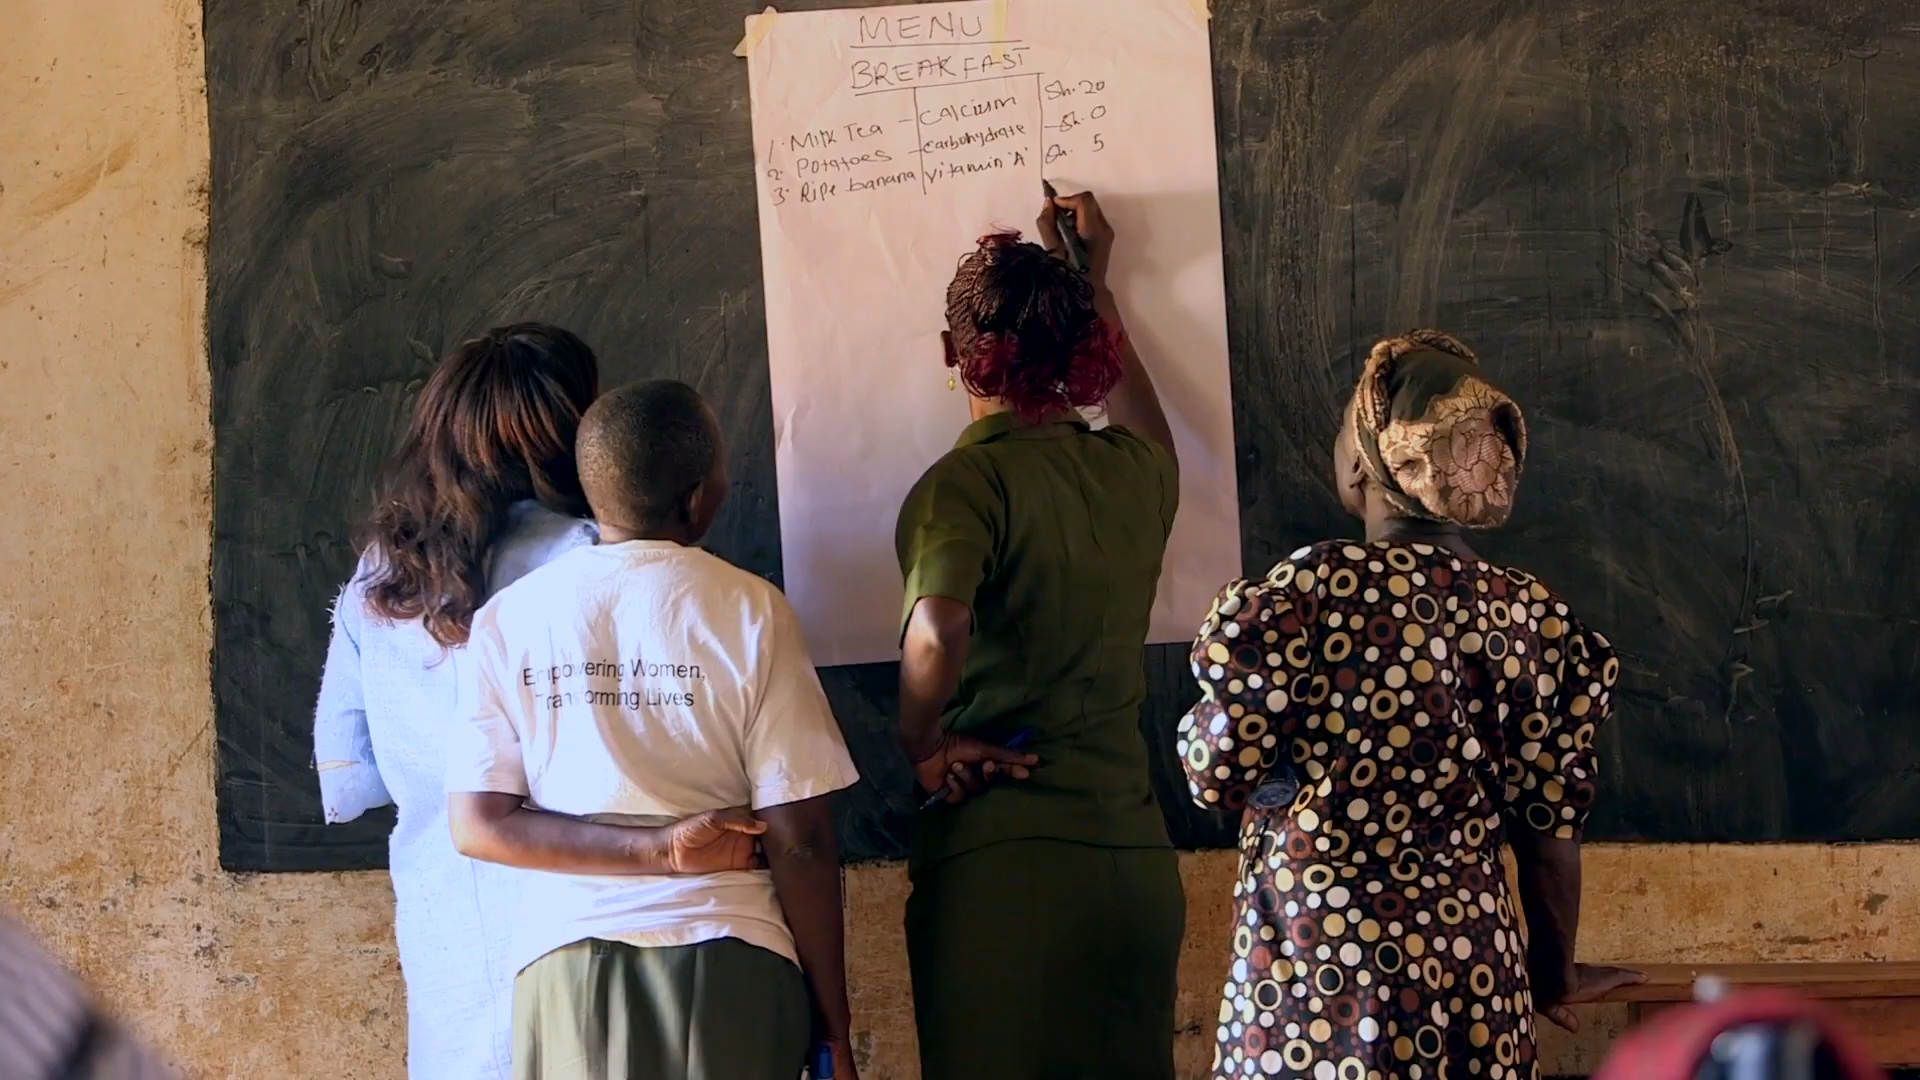 MENU
BREAKFAST
1. Milk Tea - calcium Sh. 20
2. Potatoes - carbohydrate - Sh. 0
3. Ripe banana vitamin 'A' Sh. 5
Empowering Women,
Transforming Lives